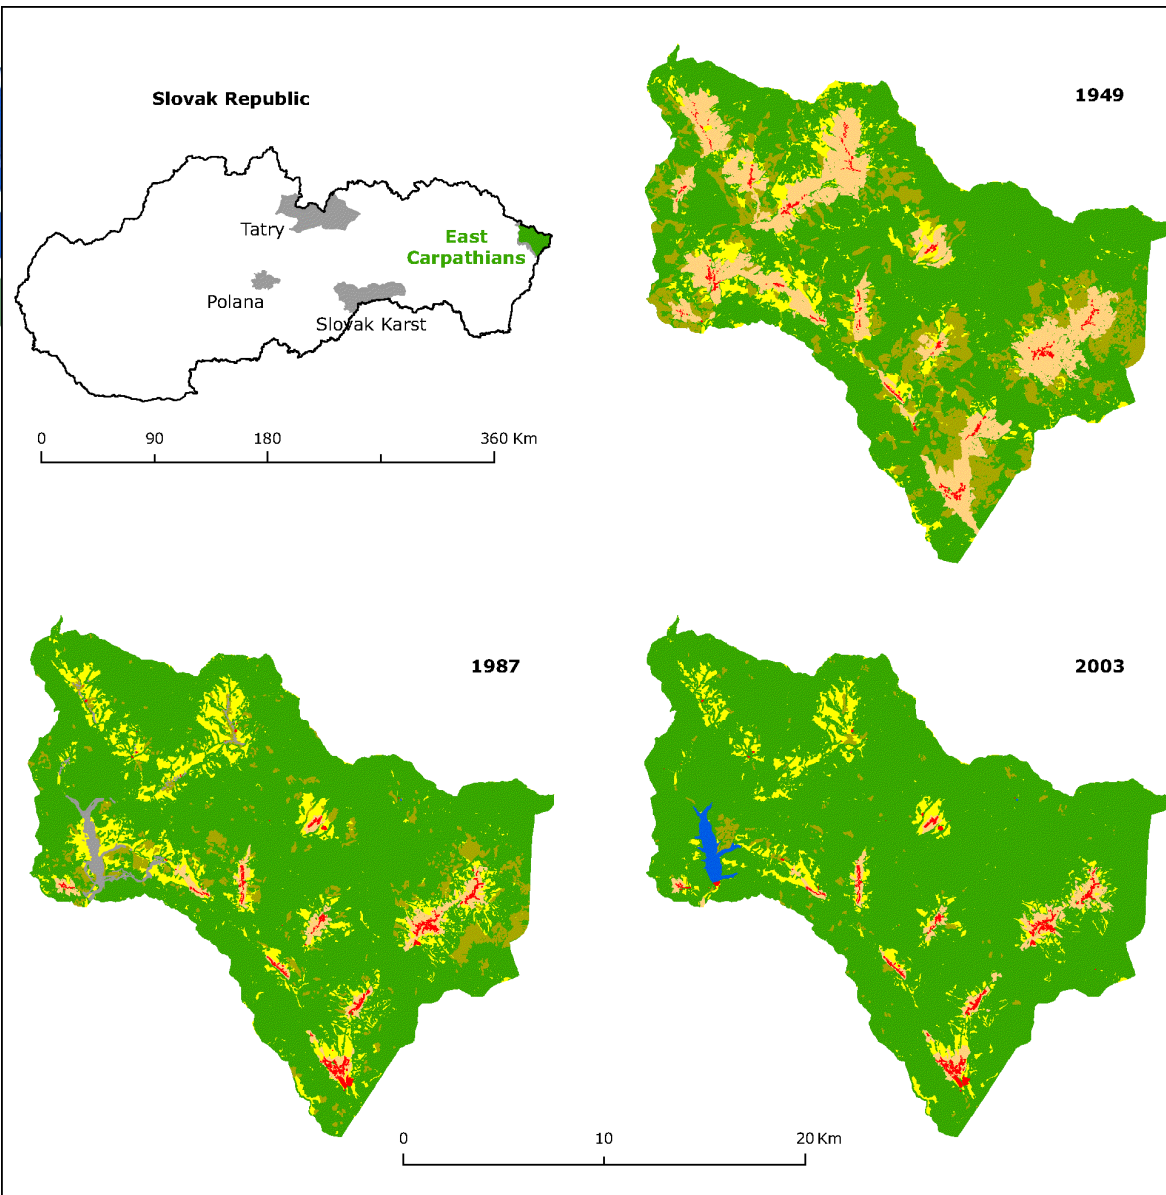 Slovak Republic
1949
Tatry
East
Carpathians
Polana
Slovak Karst
0 90 180 360 Km
1987
2003
0 10 20 Km